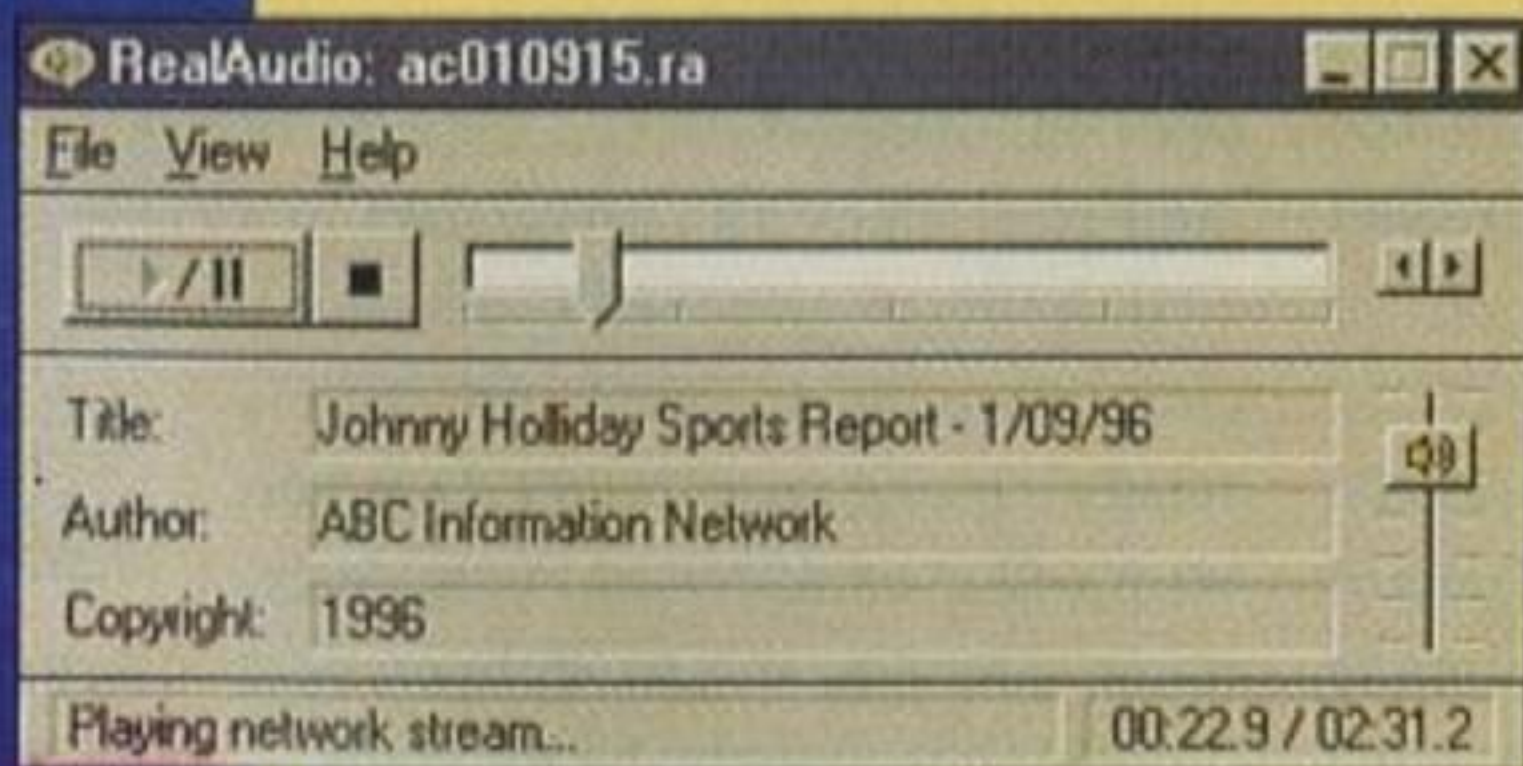 RealAudio: ac010915.ra
File View Help
Title: Johnny Holliday Sports Report - 1/09/96
Author: ABC Information Network
Copyright: 1996
Playing network stream...
00:22.9 / 02:31.2